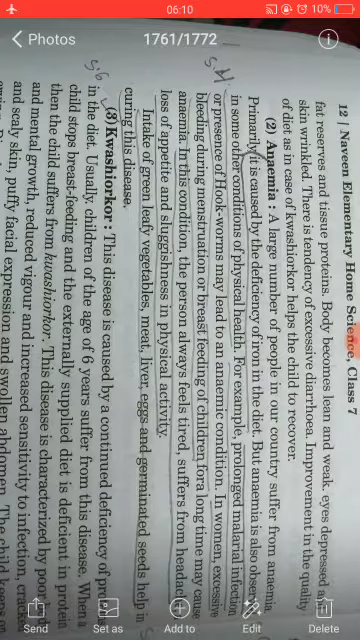 06:10
10%
Photos
1761/1772
12 | Naveen Elementary Home Science, Class 7
fat reserves and tissue proteins. Body becomes lean and weak, eyes depressed a
skin wrinkled. There is tendency of excessive diarrhoea. Improvement in the quality
of diet as in case of kwashiorkor helps the child to recover.
(2) Anaemia : A large number of people in our country suffer from anaemia
Primarily it is caused by the deficiency of iron in the diet. But anaemia is also observ
in some other conditions of physical health. For example, prolonged malarial infection
or presence of Hook-worms may lead to an anaemic condition. In women, excessive
bleeding during menstruation or breast feeding of children for a long time may cause
anaemia. In this condition, the person always feels tired, suffers from headach
loss of appetite and sluggishness in physical activity.
Intake of green leafy vegetables, meat, liver, eggs and germinated seeds help in
curing this disease.
(3) Kwashiorkor : This disease is caused by a continued deficiency of prot
in the diet. Usually, children of the age of 6 years suffer from this disease. When a
child stops breast-feeding and the externally supplied diet is deficient in protein
then the child suffers from kwashiorkor. This disease is characterized by poor
and mental growth, reduced vigour and increased sensitivity to infection, cracke
and scaly skin, puffy facial expression and swollen abdomen. The child keeps on
Send
Set as
Add to
Edit
Delete